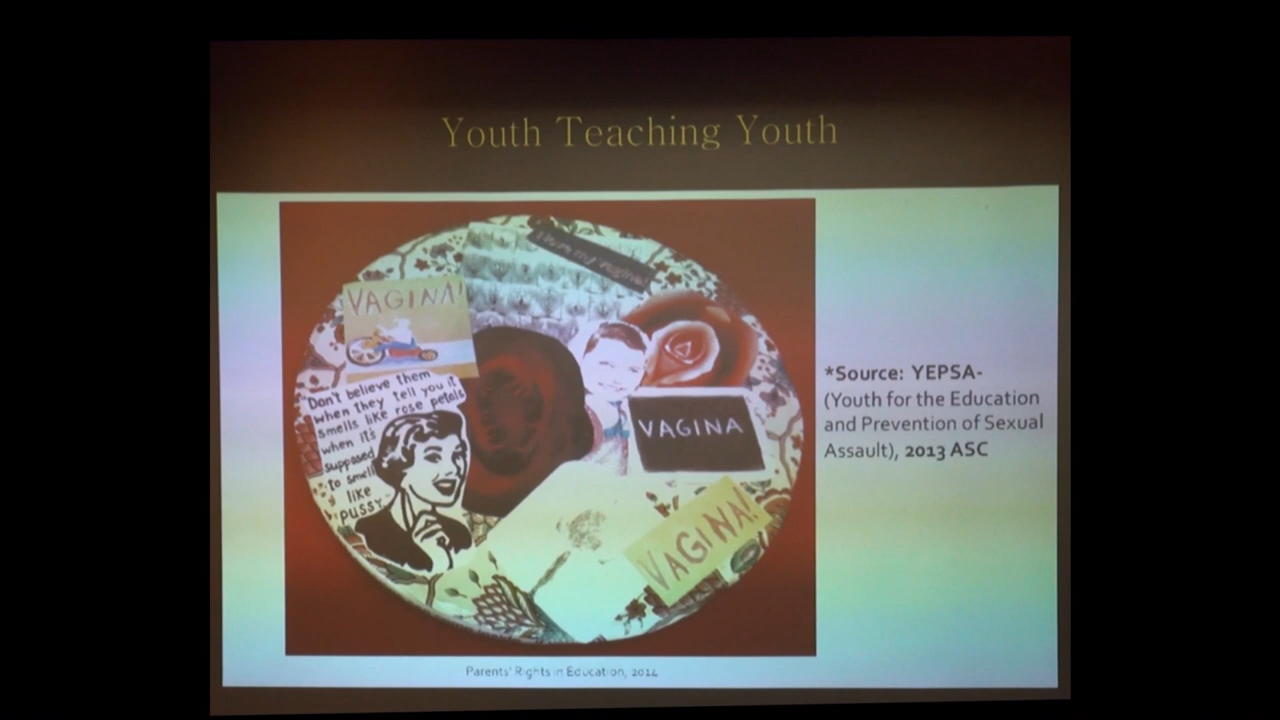 Youth Teaching Youth
I love my vagina!
VAGINA!
"Don't believe them
when they tell you it
smells like rose petals
when it's
supposed
to smell
like
pussy.
VAGINA
VAGINA!
*Source: YEPSA-
(Youth for the Education
and Prevention of Sexual
Assault), 2013 ASC
Parents' Rights in Education, 2014